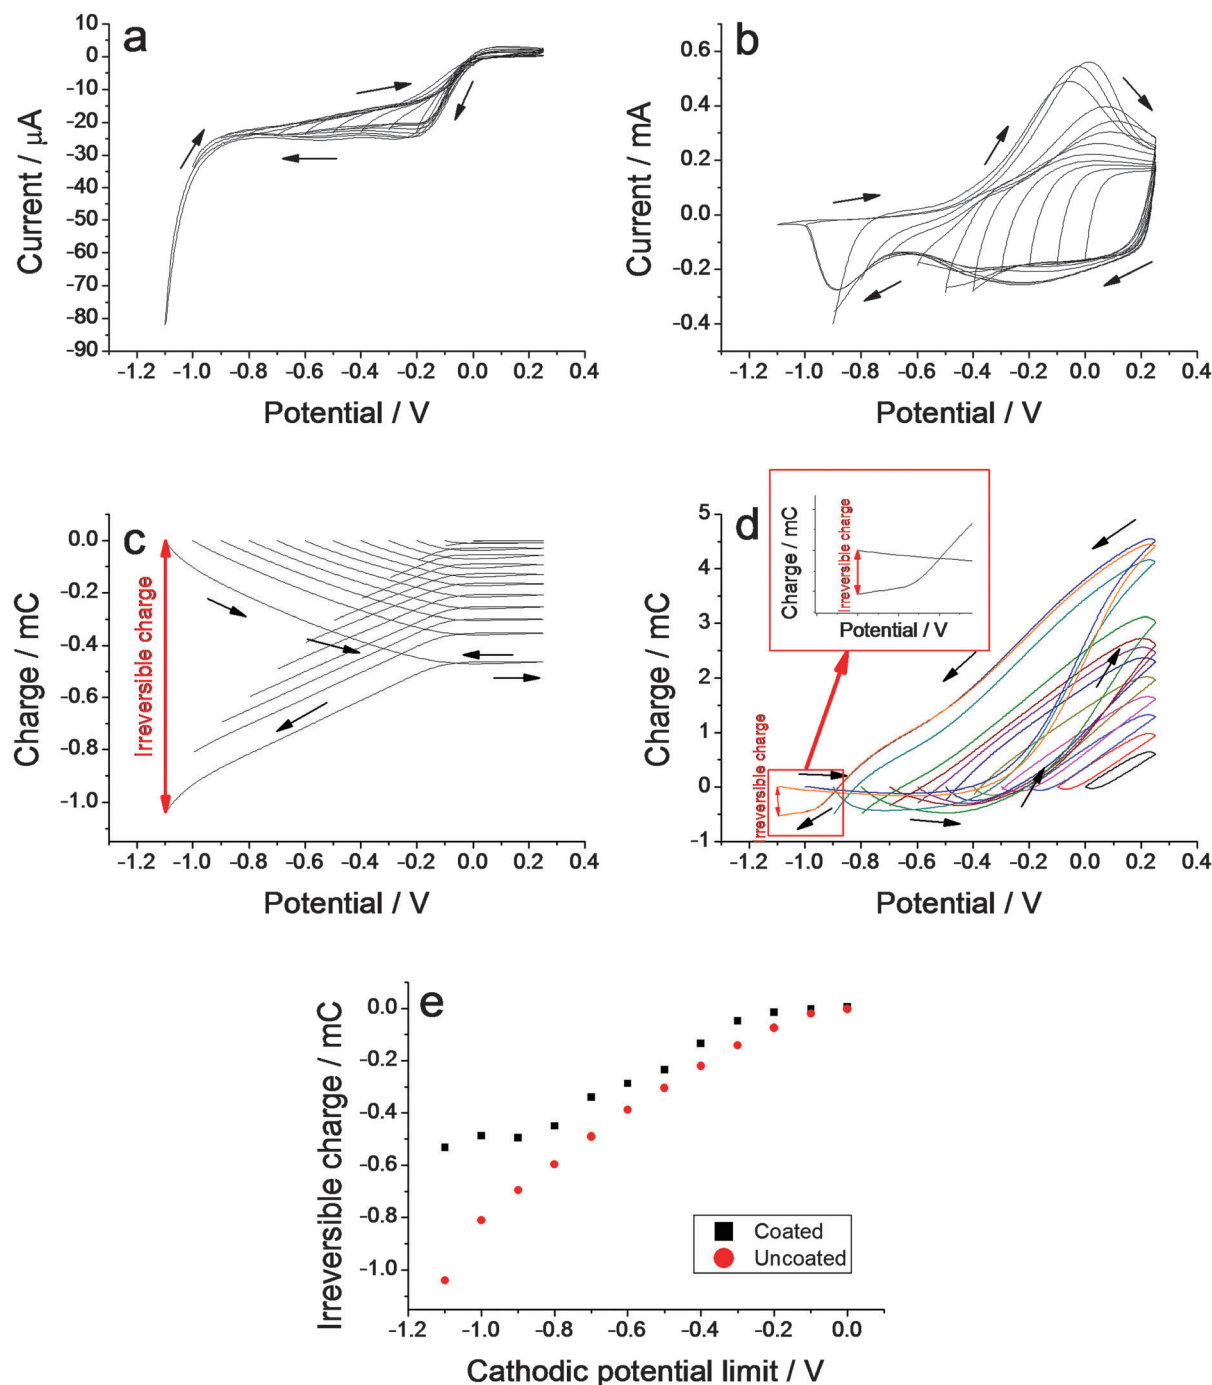 a
10
0
−10
−20
−30
−40
−50
−60
−70
−80
−90
Current / μA
−1.2 −1.0 −0.8 −0.6 −0.4 −0.2 0.0 0.2 0.4
Potential / V
b
0.6
0.4
0.2
0.0
−0.2
−0.4
Current / mA
−1.2 −1.0 −0.8 −0.6 −0.4 −0.2 0.0 0.2 0.4
Potential / V
c
0.0
−0.2
−0.4
−0.6
−0.8
−1.0
Charge / mC
Irreversible charge
−1.2 −1.0 −0.8 −0.6 −0.4 −0.2 0.0 0.2 0.4
Potential / V
d
5
4
3
2
1
0
−1
Charge / mC
Charge / mC
Irreversible charge
Potential / V
Irreversible charge
−1.2 −1.0 −0.8 −0.6 −0.4 −0.2 0.0 0.2 0.4
Potential / V
e
0.0
−0.2
−0.4
−0.6
−0.8
−1.0
Irreversible charge / mC
Coated
Uncoated
−1.2 −1.0 −0.8 −0.6 −0.4 −0.2 0.0
Cathodic potential limit / V